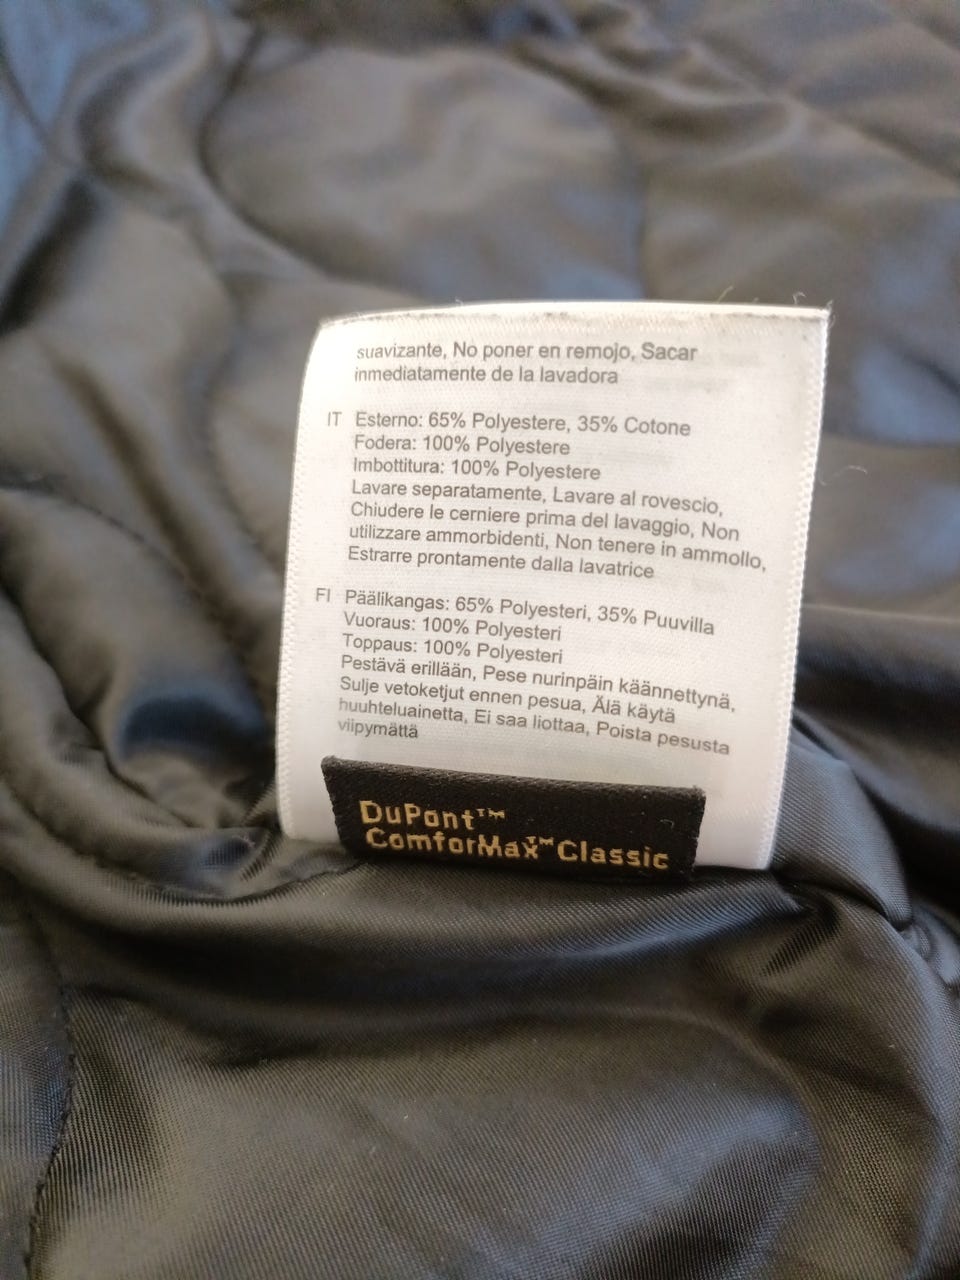 suavizante, No poner en remojo, Sacar
inmediatamente de la lavadora
IT Esterno: 65% Polyestere, 35% Cotone
Fodera: 100% Polyestere
Imbottitura: 100% Polyestere
Lavare separatamente, Lavare al rovescio,
Chiudere le cerniere prima del lavaggio, Non
utilizzare ammorbidenti, Non tenere in ammollo,
Estrarre prontamente dalla lavatrice
FI Päälikangas: 65% Polyesteri, 35% Puuvilla
Vuoraus: 100% Polyesteri
Toppaus: 100% Polyesteri
Pestävä erillään, Pese nurinpäin käännettynä,
Sulje vetoketjut ennen pesua, Älä käytä
huuhteluainetta, Ei saa liottaa, Poista pesusta
viipymättä
DuPont™
ComforMax™ Classic